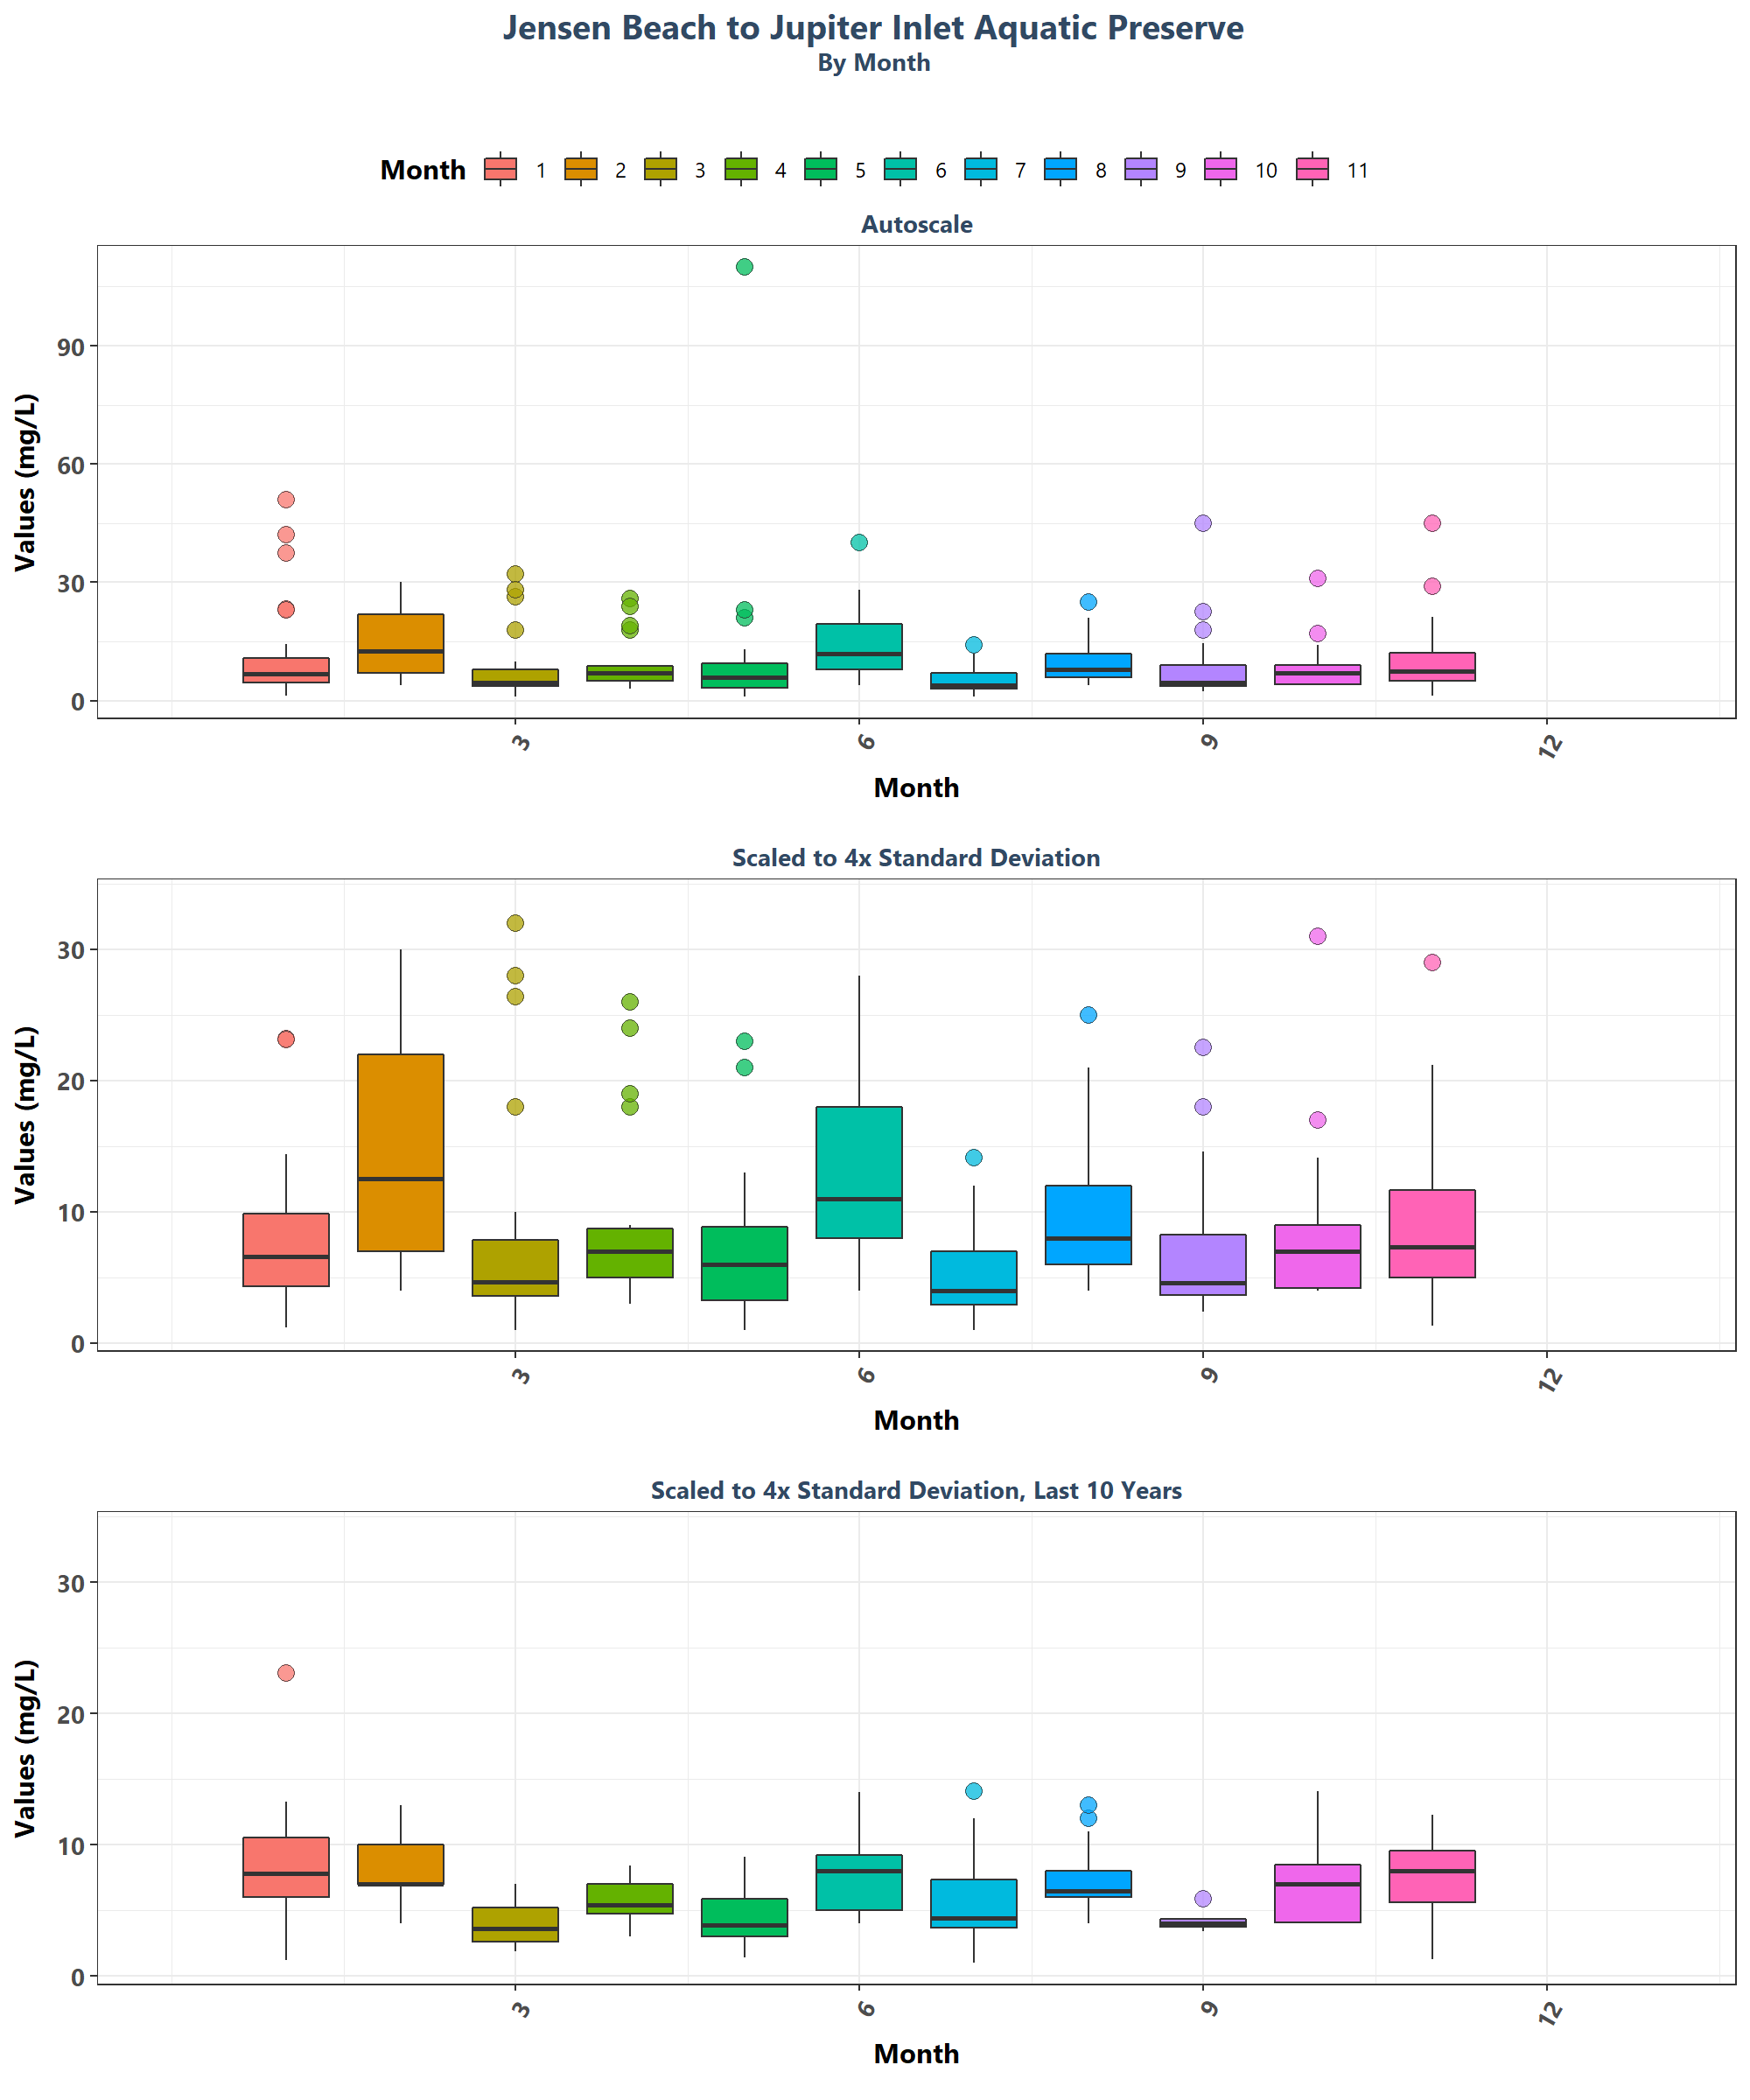 Jensen Beach to Jupiter Inlet Aquatic Preserve
By Month
Month 1 2 3 4 5 6 7 8 9 10 11
Autoscale
Values (mg/L)
90
60
30
0
3 6 9 12
Month
Scaled to 4x Standard Deviation
Values (mg/L)
30
20
10
0
3 6 9 12
Month
Scaled to 4x Standard Deviation, Last 10 Years
Values (mg/L)
30
20
10
0
3 6 9 12
Month